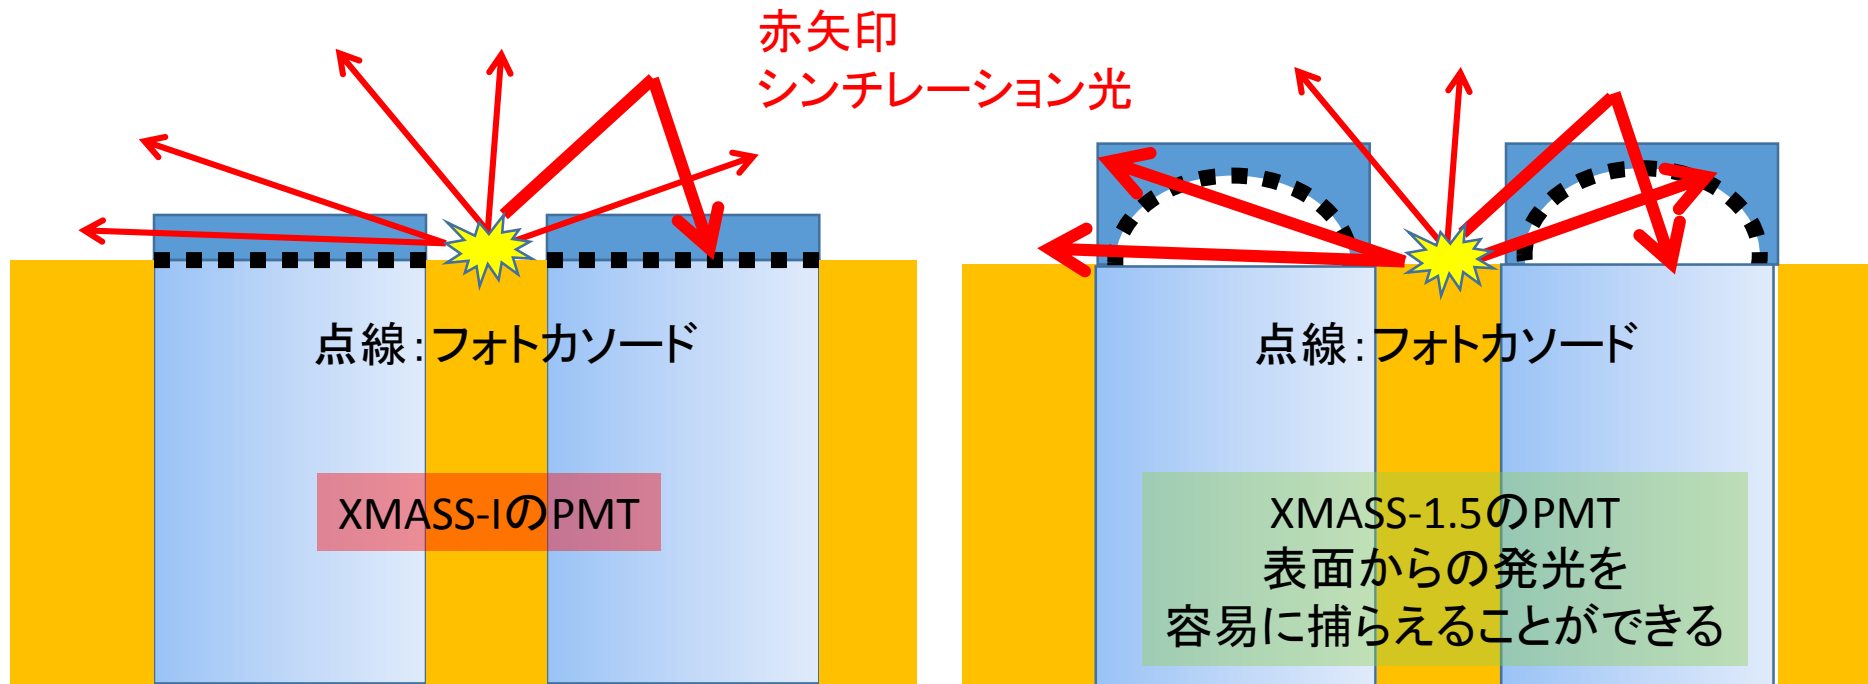 赤矢印
シンチレーション光
点線:フォトカソード
XMASS-IのPMT
点線:フォトカソード
XMASS-1.5のPMT
表面からの発光を
容易に捕らえることができる